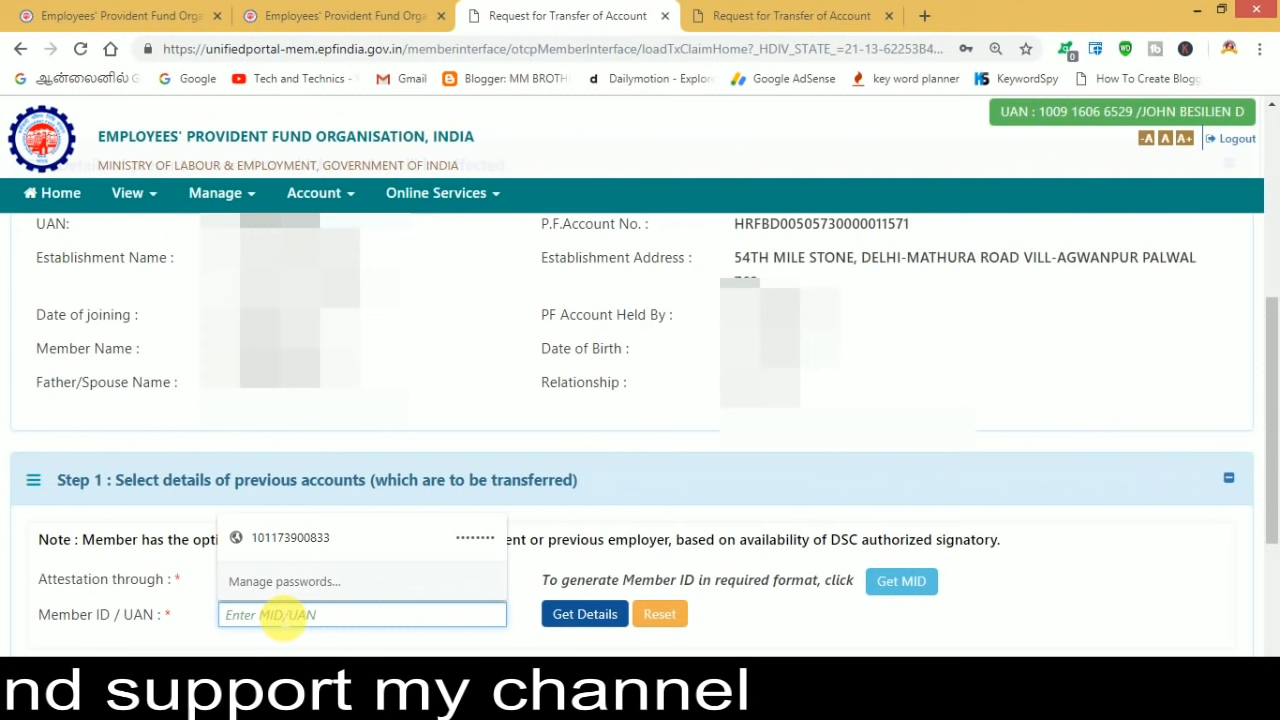 Employees' Provident Fund Orga
Employees' Provident Fund Organ
Request for Transfer of Account
Request for Transfer of Account
https://unifiedportal-mem.epfindia.gov.in/memberinterface/otcpMemberInterface/loadTxClaimHome?_HDIV_STATE_=21-13-62253B4...
ஆன்லைனில்
Google
Tech and Technics -
Gmail
Blogger: MM BROTH
Dailymotion - Explor
Google AdSense
key word planner
KeywordSpy
How To Create Blogg
UAN : 1009 1606 6529 /JOHN BESILIEN D
EMPLOYEES' PROVIDENT FUND ORGANISATION, INDIA
-A A A+ Logout
MINISTRY OF LABOUR & EMPLOYMENT, GOVERNMENT OF INDIA
Home View Manage Account Online Services
UAN:
P.F.Account No. : HRFBD00505730000011571
Establishment Name :
Establishment Address : 54TH MILE STONE, DELHI-MATHURA ROAD VILL-AGWANPUR PALWAL
Date of joining :
PF Account Held By :
Member Name :
Date of Birth :
Father/Spouse Name :
Relationship :
Step 1 : Select details of previous accounts (which are to be transferred)
Note : Member has the opti
ent or previous employer, based on availability of DSC authorized signatory.
101173900833 ••••••••
Manage passwords...
Attestation through : *
To generate Member ID in required format, click Get MID
Member ID / UAN : * Enter MID/UAN Get Details Reset
nd support my channel